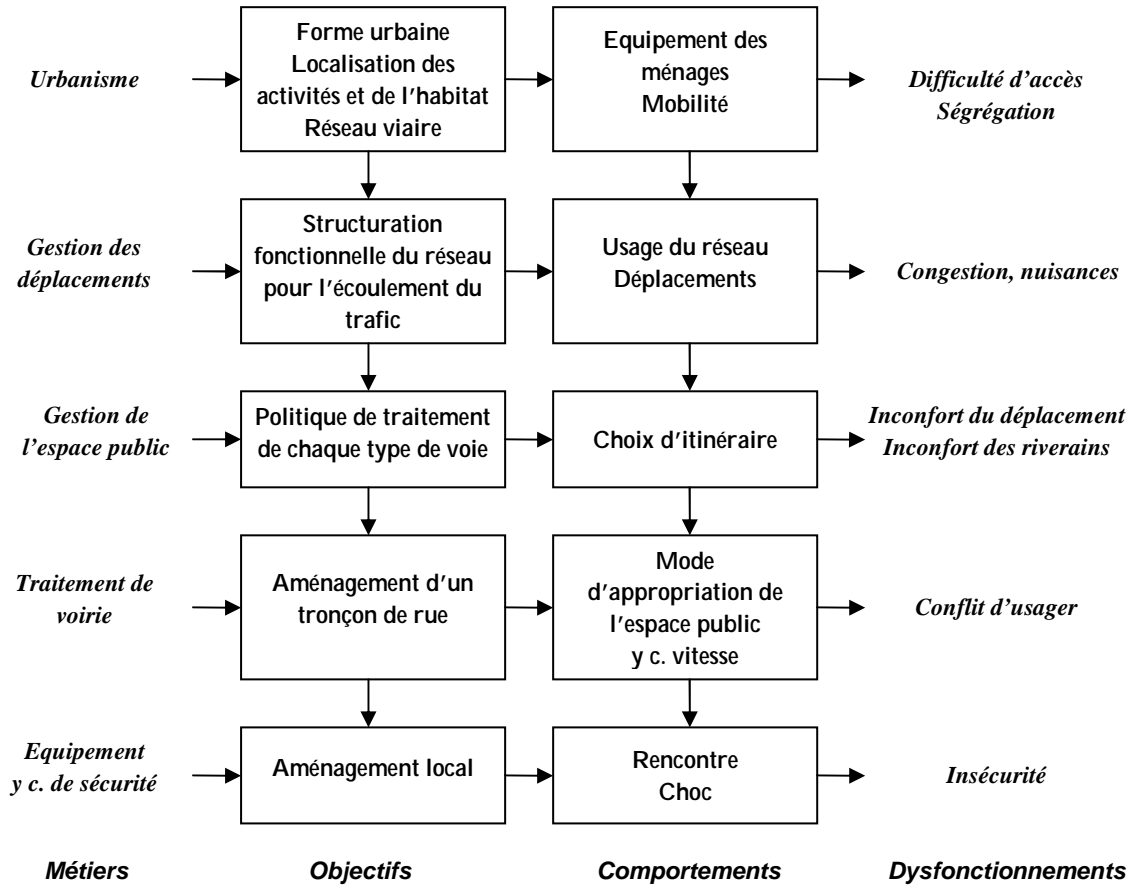 Urbanisme
Forme urbaine
Localisation des
activités et de l'habitat
Réseau viaire
Equipement des
ménages
Mobilité
Difficulté d'accès
Ségrégation
Gestion des
déplacements
Structuration
fonctionnelle du réseau
pour l'écoulement du
trafic
Usage du réseau
Déplacements
Congestion, nuisances
Gestion de
l'espace public
Politique de traitement
de chaque type de voie
Choix d'itinéraire
Inconfort du déplacement
Inconfort des riverains
Traitement de
voirie
Aménagement d'un
tronçon de rue
Mode
d'appropriation de
l'espace public
y c. vitesse
Conflit d'usager
Equipement
y c. de sécurité
Aménagement local
Rencontre
Choc
Insécurité
Métiers
Objectifs
Comportements
Dysfonctionnements